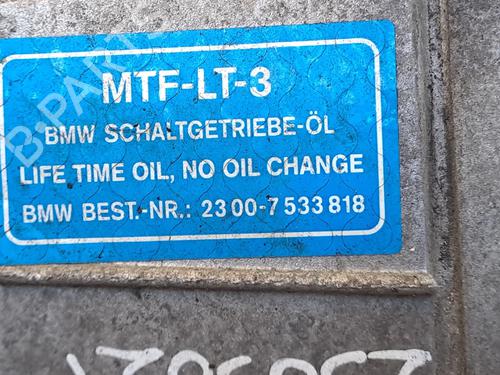 MTF-LT-3
BMW SCHALTGETRIEBE-ÖL
LIFE TIME OIL, NO OIL CHANGE
BMW BEST.-NR.: 23 00-7 533 818
B-PARTS